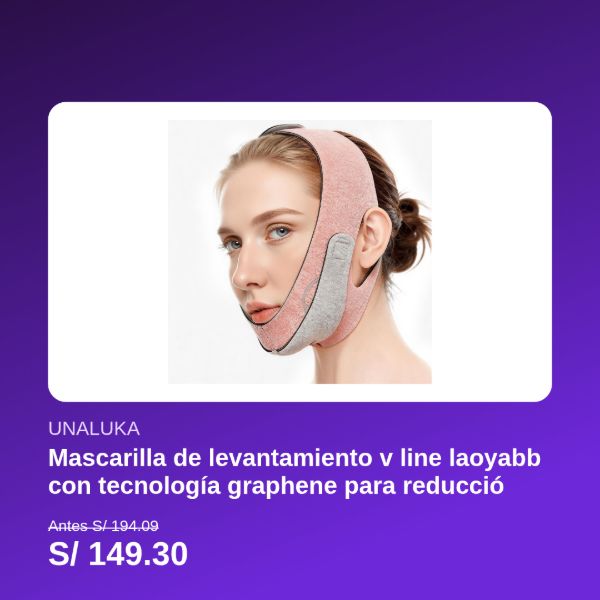 UNALUKA
Mascarilla de levantamiento v line laoyabb
con tecnología graphene para reducció
Antes S/ 194.09
S/ 149.30